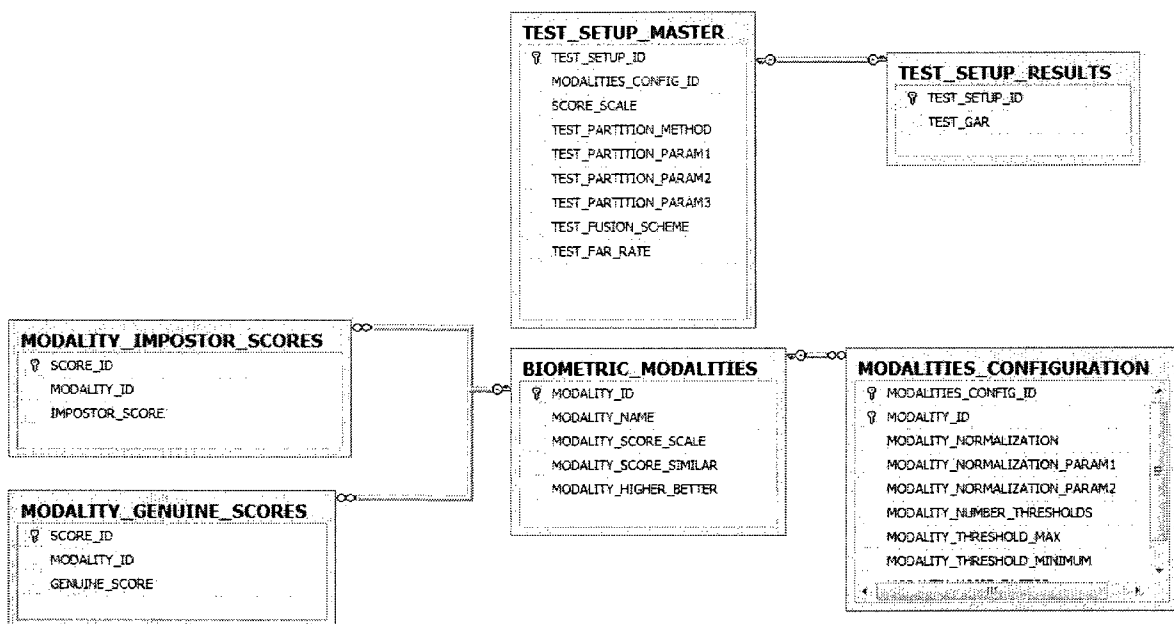 TEST_SETUP_MASTER
TEST_SETUP_ID
MODALITIES_CONFIG_ID
SCORE_SCALE
TEST_PARTITION_METHOD
TEST_PARTITION_PARAM1
TEST_PARTITION_PARAM2
TEST_PARTITION_PARAM3
TEST_FUSION_SCHEME
TEST_FAR_RATE
TEST_SETUP_RESULTS
TEST_SETUP_ID
TEST_GAR
MODALITY_IMPOSTOR_SCORES
SCORE_ID
MODALITY_ID
IMPOSTOR_SCORE
BIOMETRIC_MODALITIES
MODALITY_ID
MODALITY_NAME
MODALITY_SCORE_SCALE
MODALITY_SCORE_SIMILAR
MODALITY_HIGHER_BETTER
MODALITIES_CONFIGURATION
MODALITIES_CONFIG_ID
MODALITY_ID
MODALITY_NORMALIZATION
MODALITY_NORMALIZATION_PARAM1
MODALITY_NORMALIZATION_PARAM2
MODALITY_NUMBER_THRESHOLDS
MODALITY_THRESHOLD_MAX
MODALITY_THRESHOLD_MINIMUM
MODALITY_GENUINE_SCORES
SCORE_ID
MODALITY_ID
GENUINE_SCORE